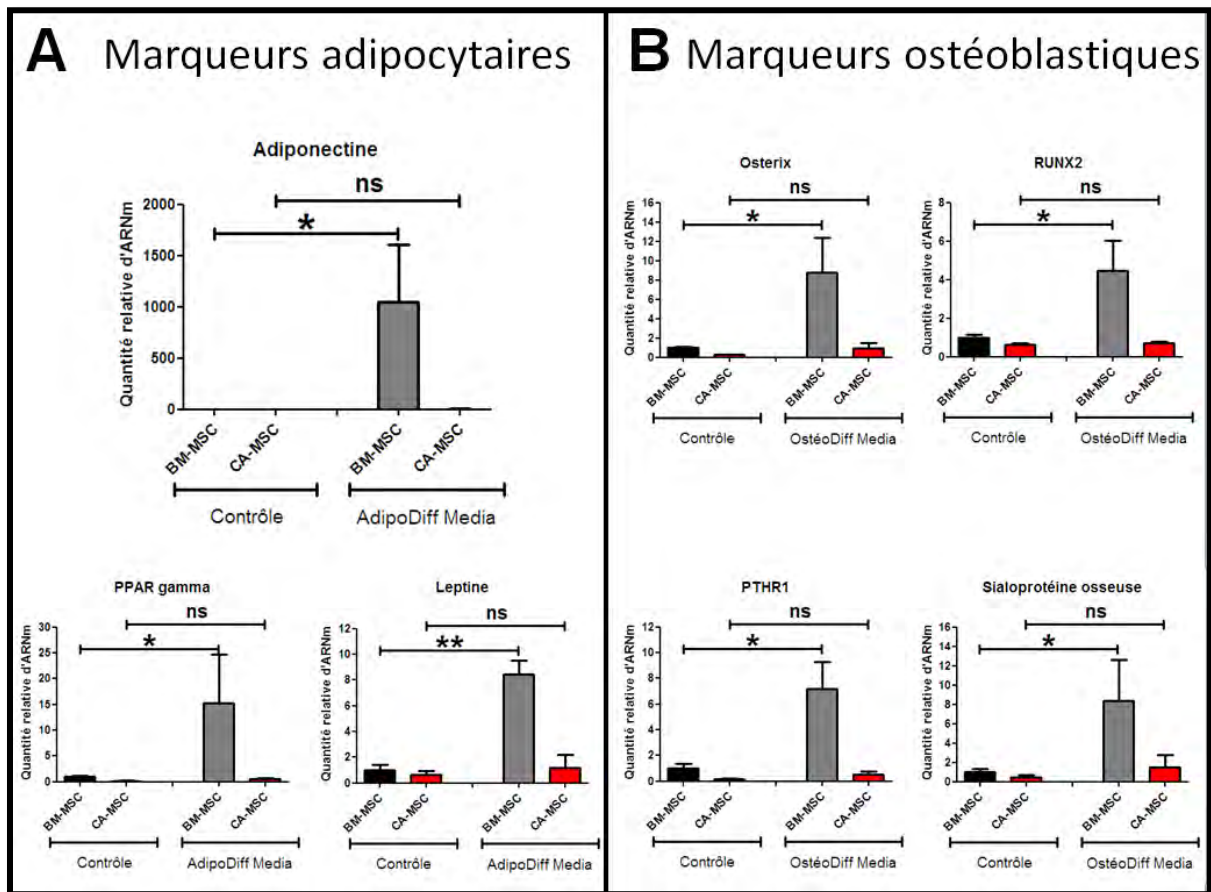 A Marqueurs adipocytaires
Adiponectine
ns
*
Quantité relative d'ARNm
2000
1500
1000
500
0
BM-MSC
CA-MSC
BM-MSC
CA-MSC
Contrôle
AdipoDiff Media
PPAR gamma
ns
*
Quantité relative d'ARNm
30
25
20
15
10
5
0
BM-MSC
CA-MSC
BM-MSC
CA-MSC
Contrôle
AdipoDiff Media
Leptine
ns
**
Quantité relative d'ARNm
12
10
8
6
4
2
0
BM-MSC
CA-MSC
BM-MSC
CA-MSC
Contrôle
AdipoDiff Media
B Marqueurs ostéoblastiques
Osterix
ns
*
Quantité relative d'ARNm
16
14
12
10
8
6
4
2
0
BM-MSC
CA-MSC
BM-MSC
CA-MSC
Contrôle
OstéoDiff Media
RUNX2
ns
*
Quantité relative d'ARNm
8
6
4
2
0
BM-MSC
CA-MSC
BM-MSC
CA-MSC
Contrôle
OstéoDiff Media
PTHR1
ns
*
Quantité relative d'ARNm
12
10
8
6
4
2
0
BM-MSC
CA-MSC
BM-MSC
CA-MSC
Contrôle
OstéoDiff Media
Sialoprotéine osseuse
ns
*
Quantité relative d'ARNm
16
14
12
10
8
6
4
2
0
BM-MSC
CA-MSC
BM-MSC
CA-MSC
Contrôle
OstéoDiff Media